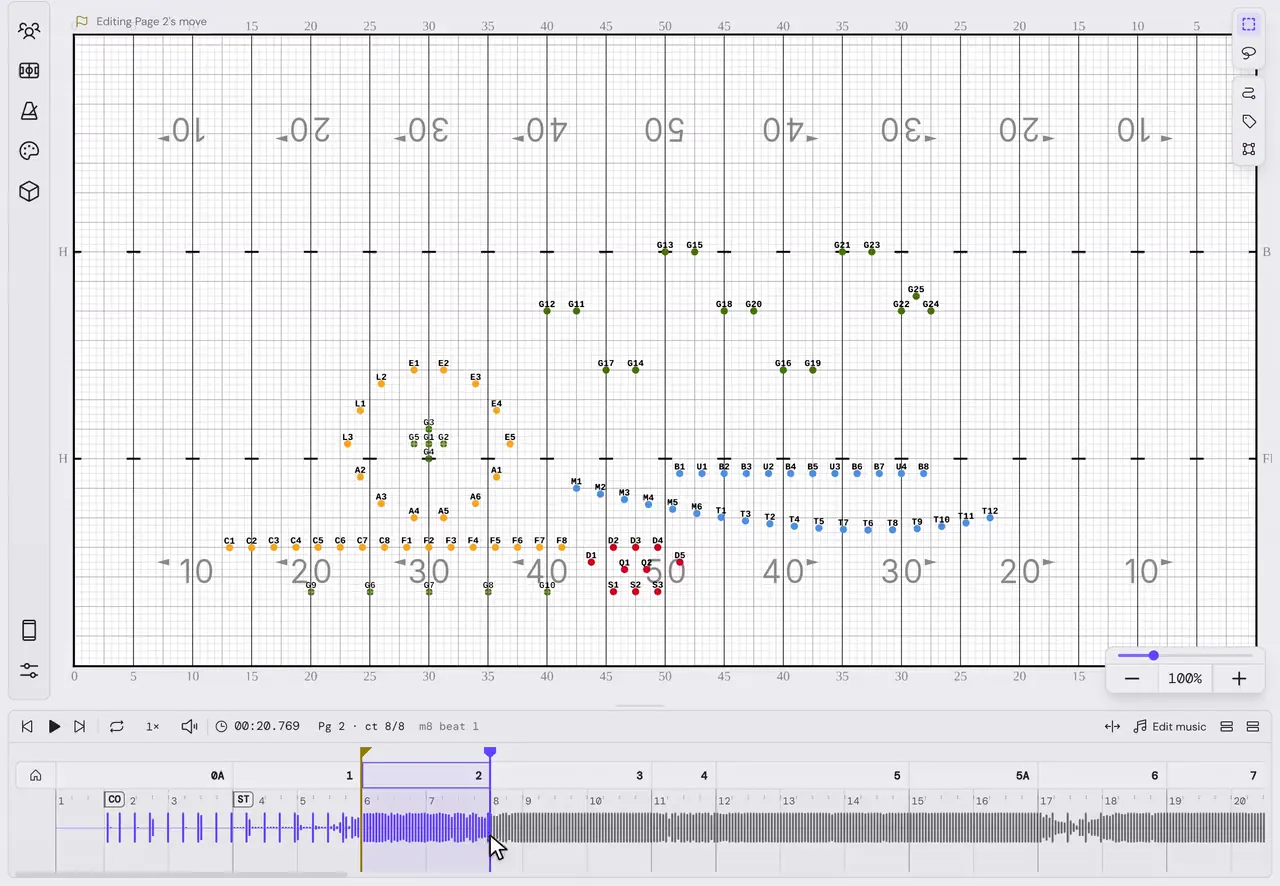 Editing Page 2's move
15 20 25 30 35 40 45 50 45 40 35 30 25 20 15 10 5
10 20 30 40 50 40 30 20 10
G13 G15 G21 G23
H B
G25
G12 G11 G18 G20 G22 G24
E1 E2 G17 G14 G16 G19
L2 E3
L1 E4
G3
L3 G5 G1 G2 E5
H G4 F
A2 A1 B1 U1 B2 B3 U2 B4 B5 U3 B6 B7 U4 B8
M1 M2
A3 A6 M3 M4
A4 A5 M5 M6 T1 T3 T2 T4 T5 T7 T6 T8 T9 T10 T11 T12
C1 C2 C3 C4 C5 C6 C7 C8 F1 F2 F3 F4 F5 F6 F7 F8 D2 D3 D4
D1 Q1 Q2 D5
10 20 30 40 50 40 30 20 10
G9 G6 G7 G8 G10 S1 S2 S3
0 5 10 15 20 25 30 35 40 45 50 45 40 35 30 25 20 15
100%
1× 00:20.769 Pg 2 · ct 8/8 m8 beat 1 Edit music
0A 1 2 3 4 5 5A 6 7
1 CO 2 3 ST 4 5 6 7 8 9 10 11 12 13 14 15 16 17 18 19 20